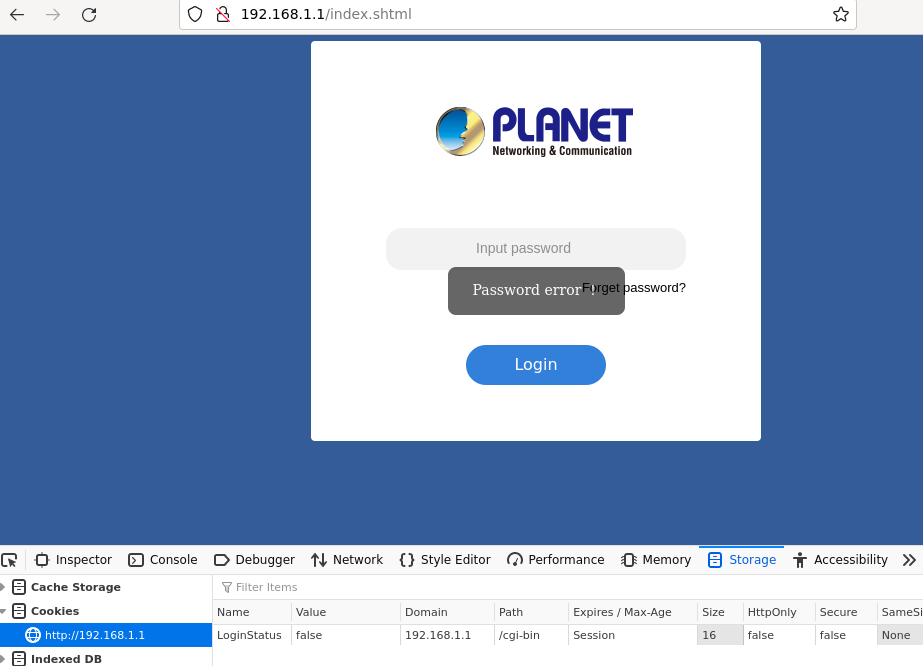 192.168.1.1/index.shtml
PLANET
Networking & Communication
Input password
Password error !
Forget password?
Login
Inspector Console Debugger Network Style Editor Performance Memory Storage Accessibility
Cache Storage
Filter Items
Cookies
Name Value Domain Path Expires / Max-Age Size HttpOnly Secure SameSi
http://192.168.1.1
LoginStatus false 192.168.1.1 /cgi-bin Session 16 false false None
Indexed DB